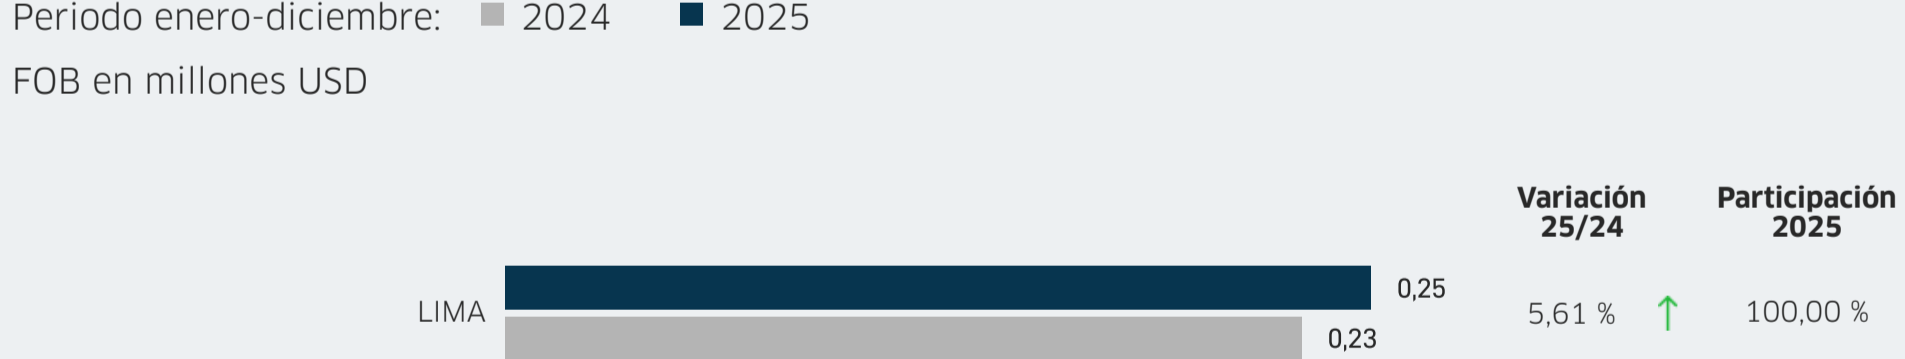 Periodo enero-diciembre: 2024 2025
FOB en millones USD
Variación 25/24
Participación 2025
LIMA
0,25
0,23
5,61 %
100,00 %